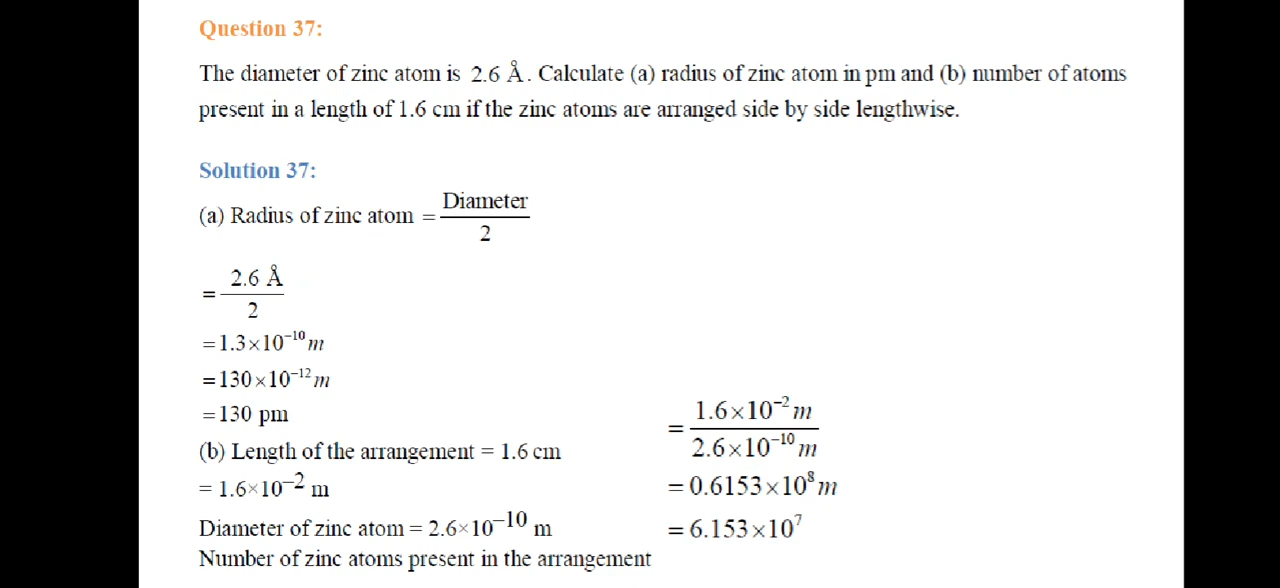 Question 37:
The diameter of zinc atom is 2.6 Å. Calculate (a) radius of zinc atom in pm and (b) number of atoms
present in a length of 1.6 cm if the zinc atoms are arranged side by side lengthwise.
Solution 37:
(a) Radius of zinc atom = Diameter / 2
= 2.6 Å / 2
= 1.3×10⁻¹⁰ m
= 130×10⁻¹² m
= 130 pm
(b) Length of the arrangement = 1.6 cm
= 1.6×10⁻² m
Diameter of zinc atom = 2.6×10⁻¹⁰ m
Number of zinc atoms present in the arrangement
= 1.6×10⁻² m / 2.6×10⁻¹⁰ m
= 0.6153×10⁸ m
= 6.153×10⁷